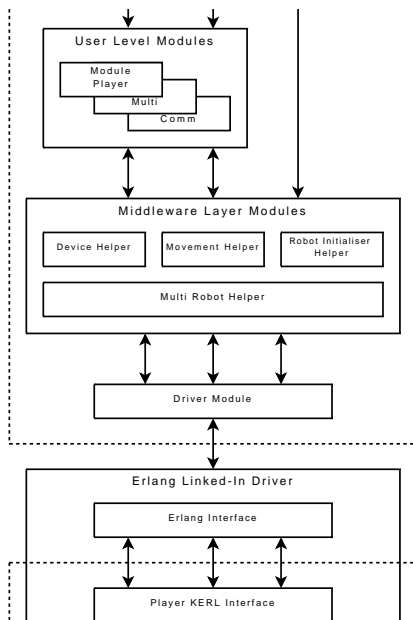 User Level Modules
Module
Player
Multi
Comm
Middleware Layer Modules
Device Helper
Movement Helper
Robot Initialiser
Helper
Multi Robot Helper
Driver Module
Erlang Linked-In Driver
Erlang Interface
Player KERL Interface